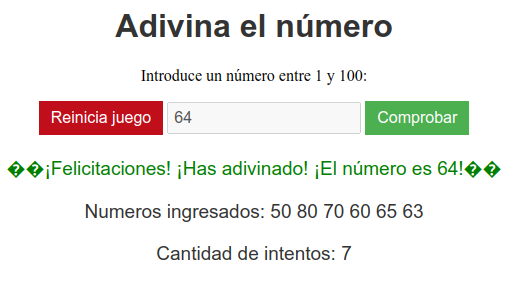 Adivina el número
Introduce un número entre 1 y 100:
Reinicia juego 64 Comprobar
��¡Felicitaciones! ¡Has adivinado! ¡El número es 64!��
Numeros ingresados: 50 80 70 60 65 63
Cantidad de intentos: 7